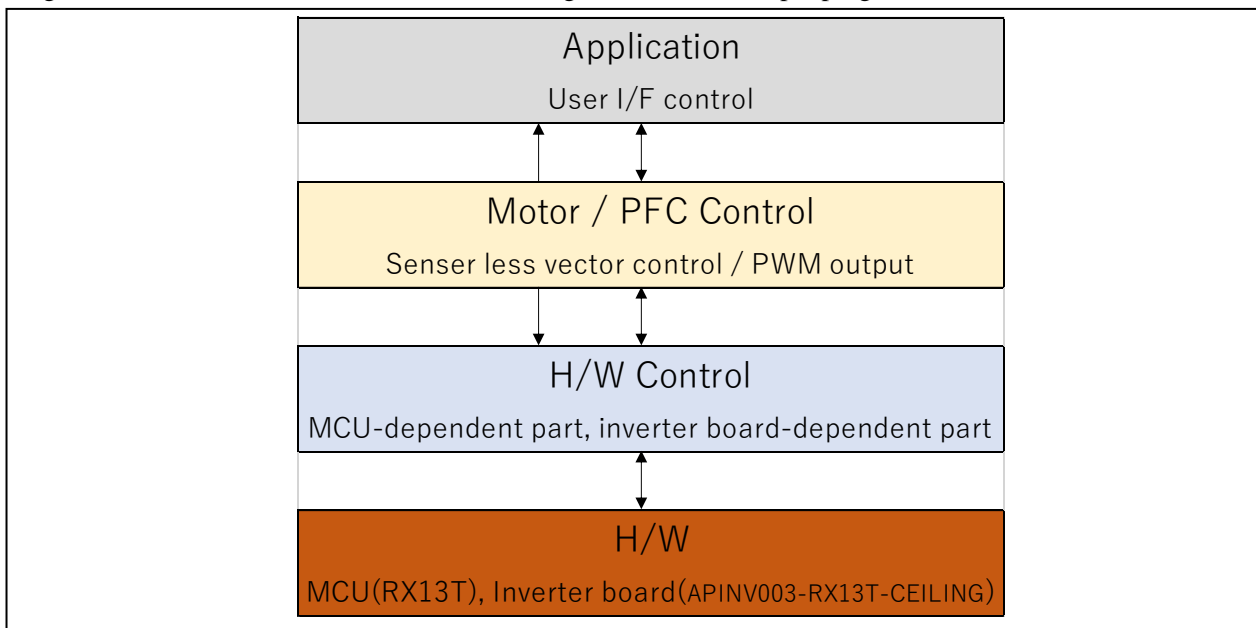 Application
User I/F control
Motor / PFC Control
Senser less vector control / PWM output
H/W Control
MCU-dependent part, inverter board-dependent part
H/W
MCU(RX13T), Inverter board(APINV003-RX13T-CEILING)